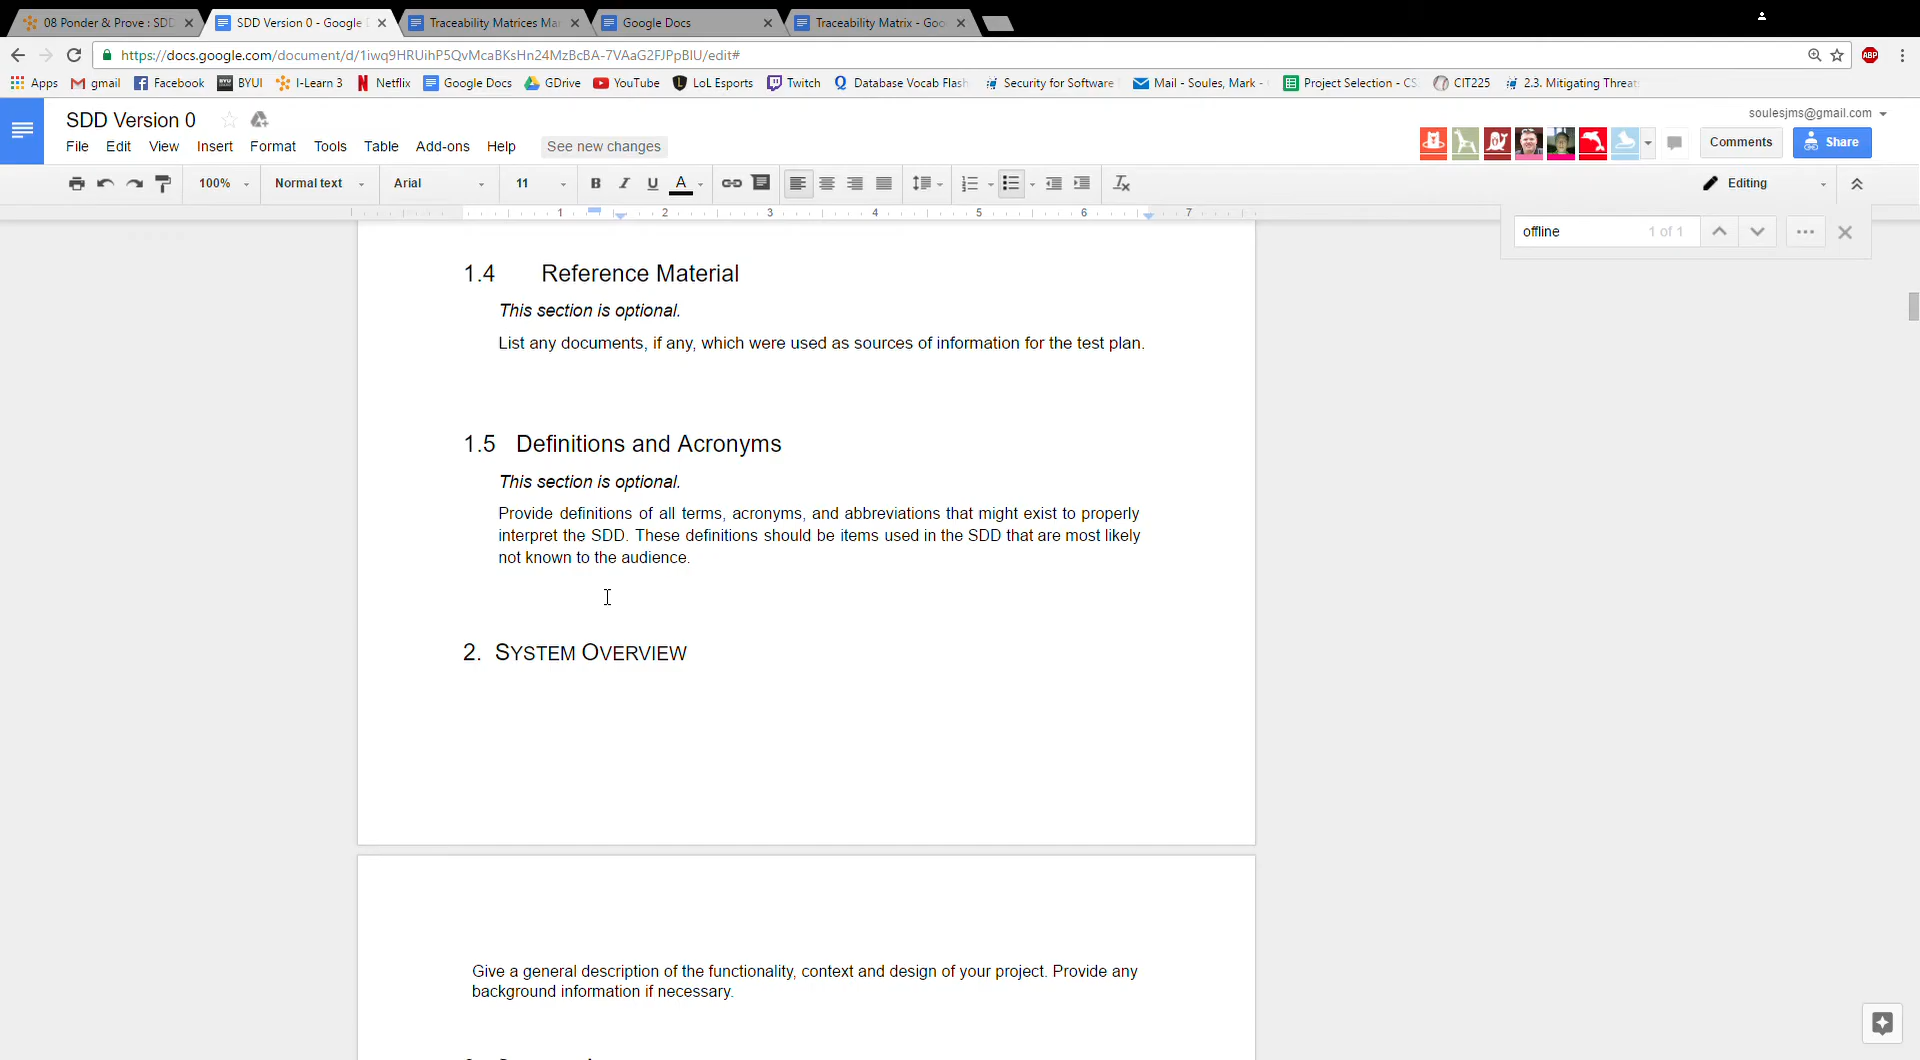 08 Ponder & Prove : SDD
SDD Version 0 - Google D
Traceability Matrices Ma
Google Docs
Traceability Matrix - Goo
https://docs.google.com/document/d/1iwq9HRUihP5QvMcaBKsHn24MzBcBA-7VAaG2FJPpBIU/edit#
ABP
Apps gmail Facebook BYUI I-Learn 3 Netflix Google Docs GDrive YouTube LoL Esports Twitch Database Vocab Flash Security for Software Mail - Soules, Mark - Project Selection - CS CIT225 2.3. Mitigating Threat
SDD Version 0
soulesjms@gmail.com
File Edit View Insert Format Tools Table Add-ons Help See new changes
Comments Share
100% Normal text Arial 11 B I U A Editing
1 2 3 4 5 6 7
offline 1 of 1
1.4 Reference Material
This section is optional.
List any documents, if any, which were used as sources of information for the test plan.
1.5 Definitions and Acronyms
This section is optional.
Provide definitions of all terms, acronyms, and abbreviations that might exist to properly
interpret the SDD. These definitions should be items used in the SDD that are most likely
not known to the audience.
2. SYSTEM OVERVIEW
Give a general description of the functionality, context and design of your project. Provide any
background information if necessary.